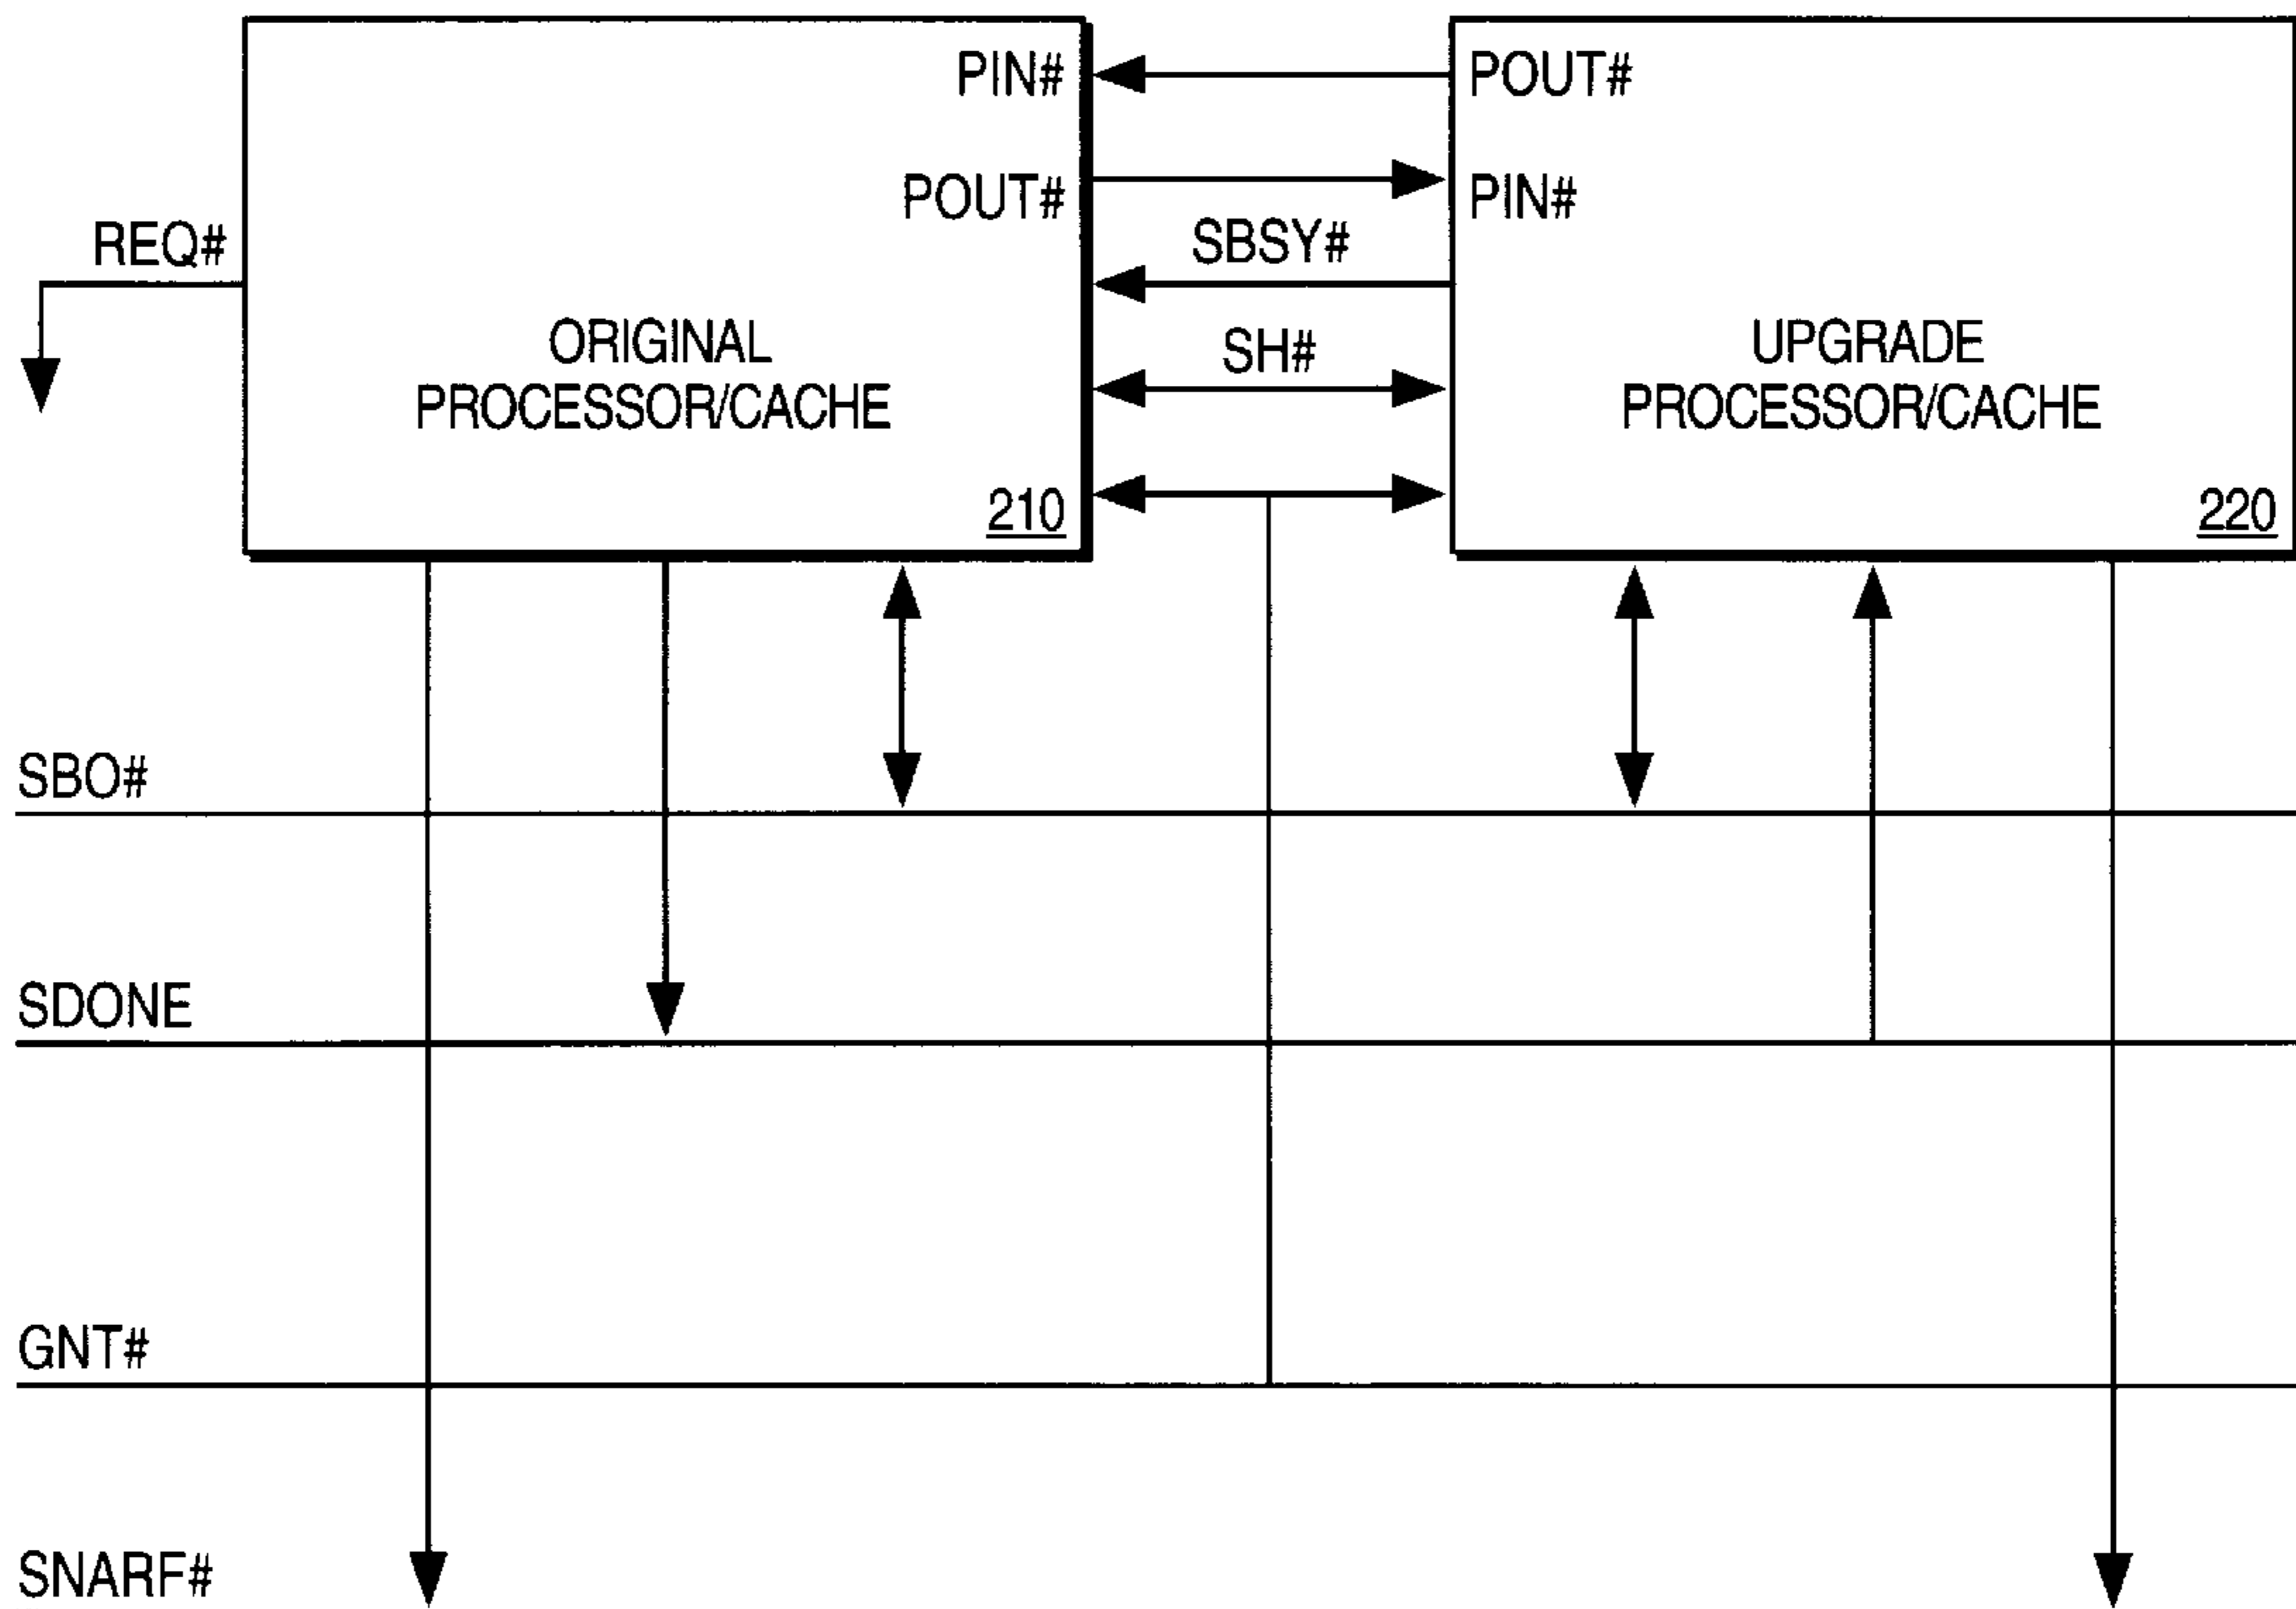 PIN#
POUT#
POUT#
PIN#
REQ#
SBSY#
SH#
ORIGINAL
PROCESSOR/CACHE
210
UPGRADE
PROCESSOR/CACHE
220
SBO#
SDONE
GNT#
SNARF#